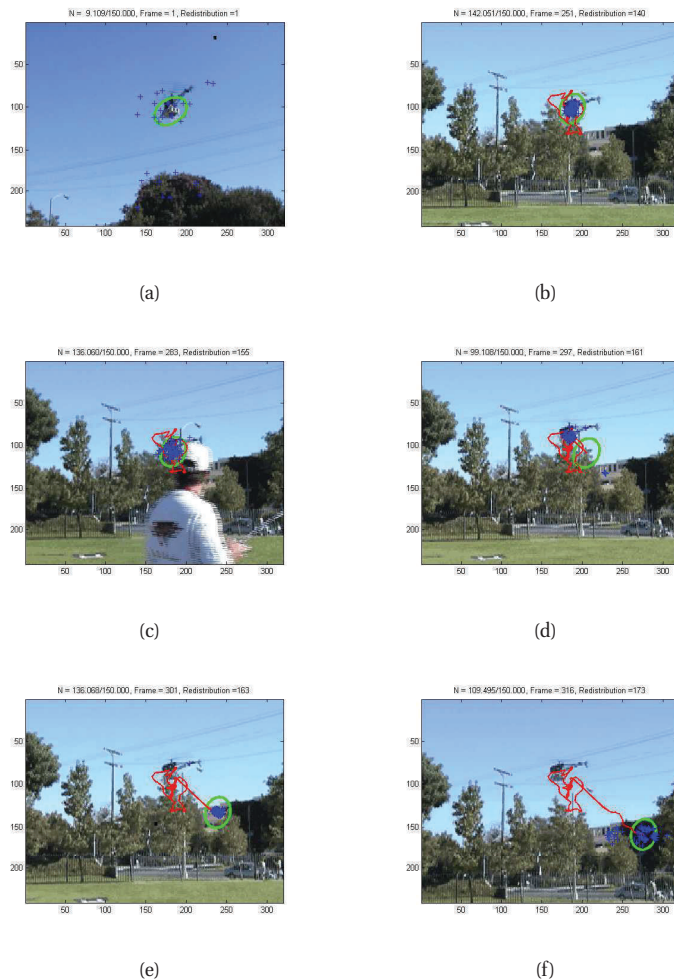 N = 9.109/150.000, Frame = 1, Redistribution =1
50
100
150
200
50 100 150 200 250 300
(a)
N = 142.051/150.000, Frame = 251, Redistribution =140
50
100
150
200
50 100 150 200 250 300
(b)
N = 136.060/150.000, Frame = 283, Redistribution =155
50
100
150
200
50 100 150 200 250 300
(c)
N = 99.108/150.000, Frame = 297, Redistribution =161
50
100
150
200
50 100 150 200 250 300
(d)
N = 136.068/150.000, Frame = 301, Redistribution =163
50
100
150
200
50 100 150 200 250 300
(e)
N = 109.495/150.000, Frame = 316, Redistribution =173
50
100
150
200
50 100 150 200 250 300
(f)